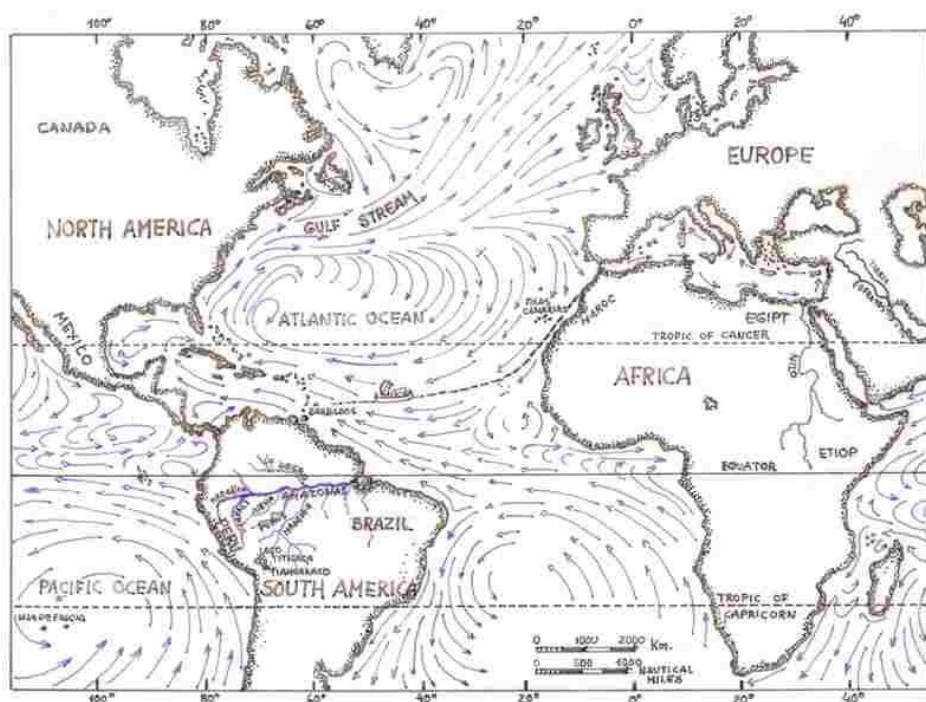 100° 80° 60° 40° 20° 0° 20° 40°
CANADA
EUROPE
NORTH AMERICA
GULF STREAM
ATLANTIC OCEAN
ISLAS
CANARIAS
MAROC
EGIPT
MEXICO
TROPIC OF CANCER
NILO
AFRICA
BARBADOS
ETIOP
EQUATOR
AMAZONAS
BRAZIL
PERU
LAGO
TITICACA
TIAHUANACO
PACIFIC OCEAN
SOUTH AMERICA
TROPIC OF
CAPRICORN
0 1000 2000 Km.
0 500 1000 NAUTICAL
MILES
100° 80° 60° 40° 20° 0° 20° 40°